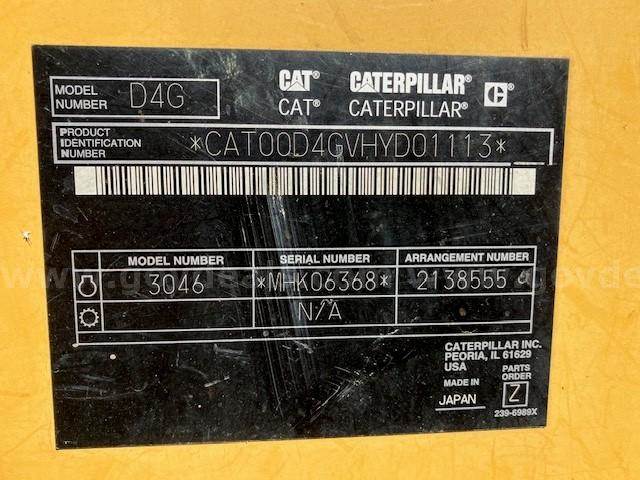 MODEL NUMBER D4G
CAT® CATERPILLAR® C®
CAT® CATERPILLAR®
PRODUCT IDENTIFICATION NUMBER *CAT00D4GVHYD01113*
MODEL NUMBER SERIAL NUMBER ARRANGEMENT NUMBER
3046 *MHK06368* 2138555
N/A
CATERPILLAR INC.
PEORIA, IL 61629
USA
PARTS ORDER
MADE IN
JAPAN Z
239-6989X